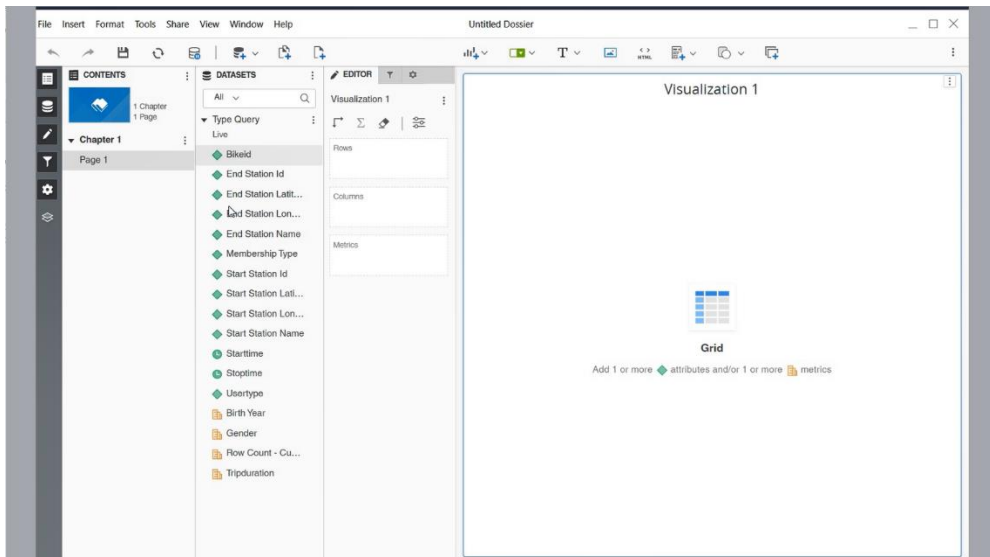 File Insert Format Tools Share View Window Help
Untitled Dossier
HTML
CONTENTS
1 Chapter
1 Page
Chapter 1
Page 1
DATASETS
All
Type Query
Live
Bikeid
End Station Id
End Station Latit...
End Station Lon...
End Station Name
Membership Type
Start Station Id
Start Station Lati...
Start Station Lon...
Start Station Name
Starttime
Stoptime
Usertype
Birth Year
Gender
Row Count - Cu...
Tripduration
EDITOR
Visualization 1
Rows
Columns
Metrics
Visualization 1
Grid
Add 1 or more attributes and/or 1 or more metrics